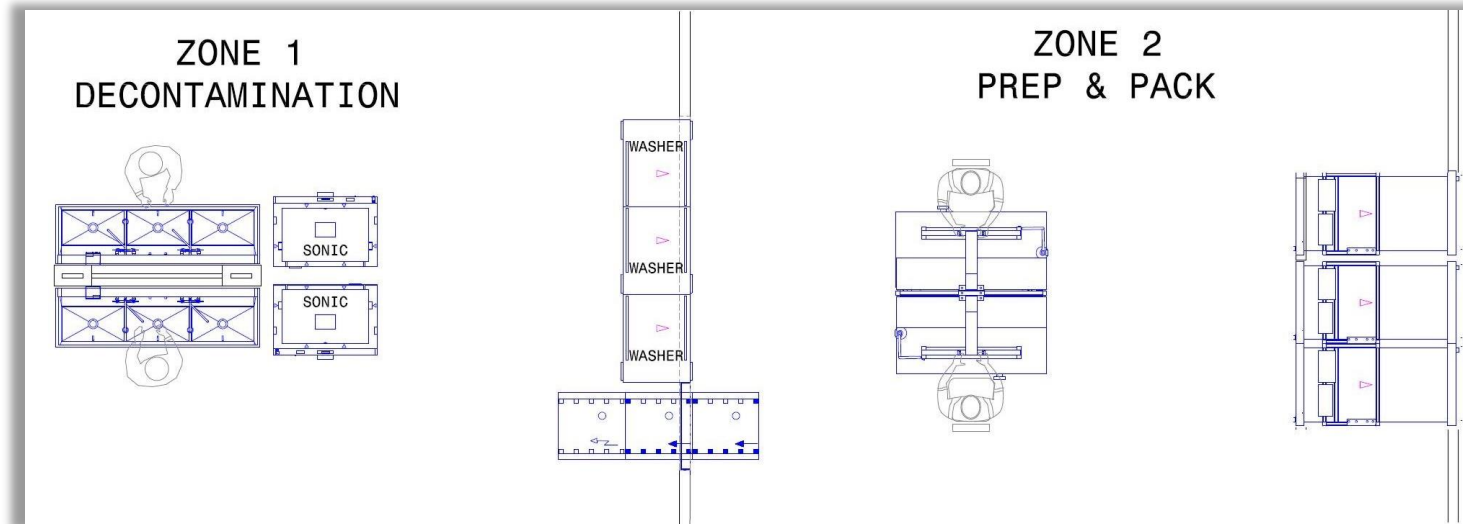 ZONE 1
DECONTAMINATION
ZONE 2
PREP & PACK
SONIC
SONIC
WASHER
WASHER
WASHER